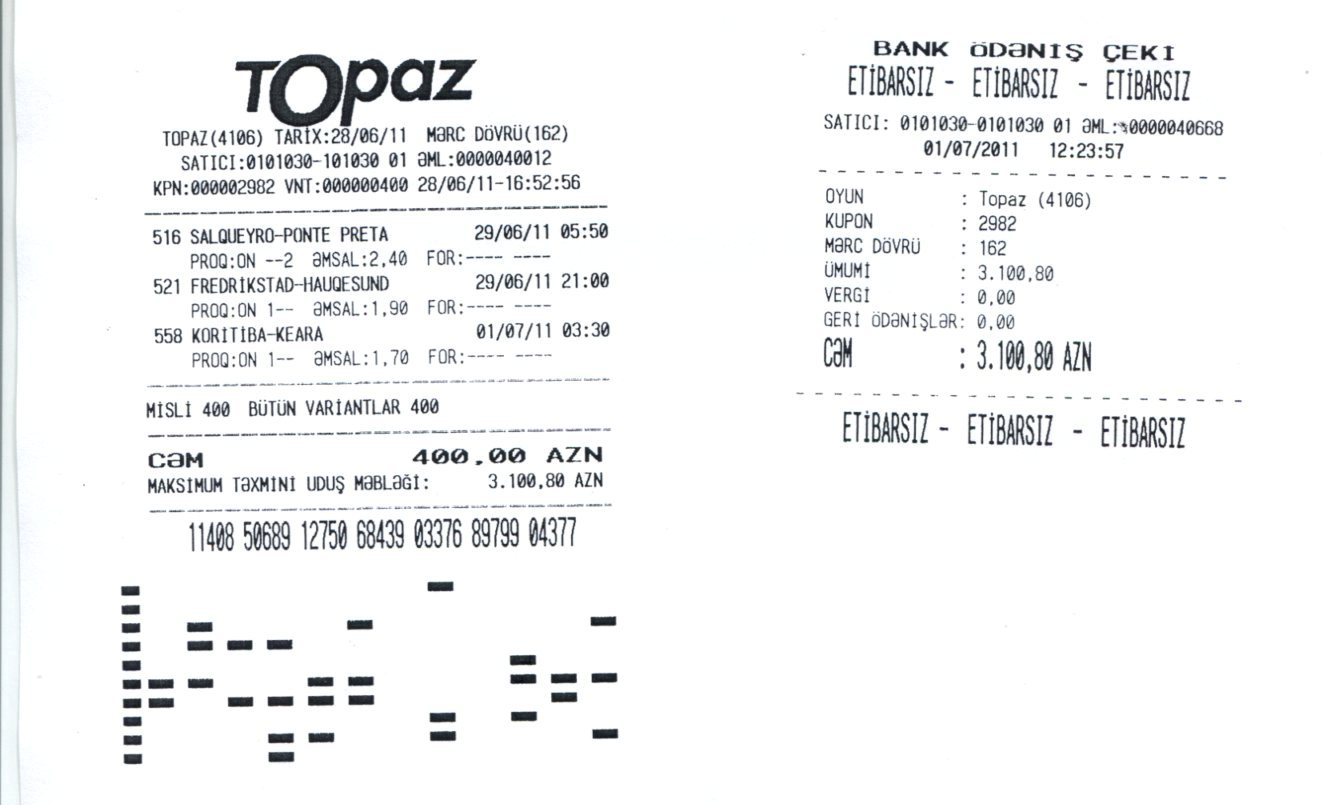 TOpaz
TOPAZ(4106) TARİX:28/06/11 MƏRC DÖVRÜ(162)
SATICI:0101030-101030 01 ƏML:0000040012
KPN:000002982 VNT:000000400 28/06/11-16:52:56
516 SALQUEYRO-PONTE PRETA 29/06/11 05:50
PROQ:ON --2 ƏMSAL:2,40 FOR:---- ----
521 FREDRİKSTAD-HAUQESUND 29/06/11 21:00
PROQ:ON 1-- ƏMSAL:1,90 FOR:---- ----
558 KORİTİBA-KEARA 01/07/11 03:30
PROQ:ON 1-- ƏMSAL:1,70 FOR:---- ----
MİSLİ 400 BÜTÜN VARİANTLAR 400
CƏM 400,00 AZN
MAKSİMUM TƏXMİNİ UDUŞ MƏBLƏĞİ: 3.100,80 AZN
11408 50689 12750 68439 03376 89799 04377
BANK ÖDƏNİŞ ÇEKI
ETİBARSIZ - ETİBARSIZ - ETİBARSIZ
SATICI: 0101030-0101030 01 ƏML:0000040668
01/07/2011 12:23:57
OYUN : Topaz (4106)
KUPON : 2982
MƏRC DÖVRÜ : 162
ÜMUMİ : 3.100,80
VERGİ : 0,00
GERİ ÖDƏNİŞLƏR: 0,00
CƏM : 3.100,80 AZN
ETİBARSIZ - ETİBARSIZ - ETİBARSIZ